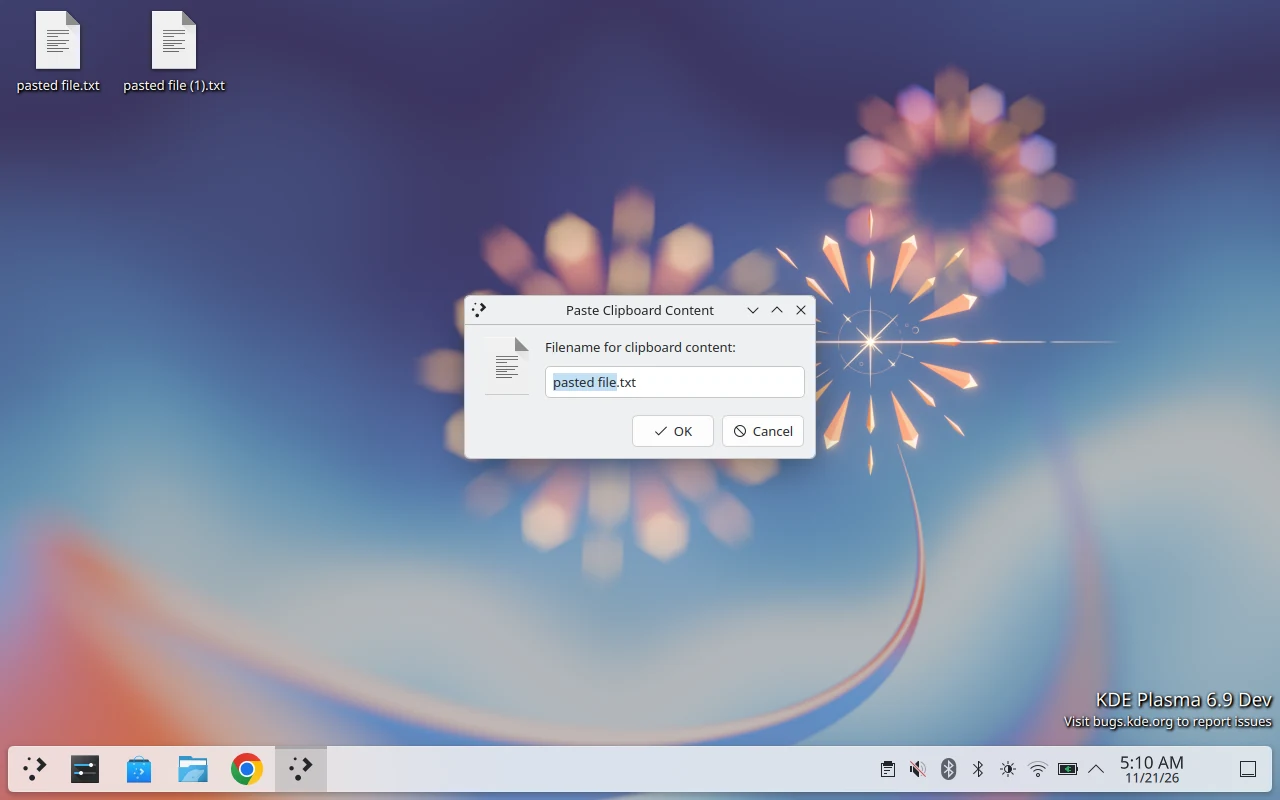 pasted file.txt
pasted file (1).txt
Paste Clipboard Content
Filename for clipboard content:
pasted file.txt
OK
Cancel
KDE Plasma 6.9 Dev
Visit bugs.kde.org to report issues
5:10 AM
11/21/26